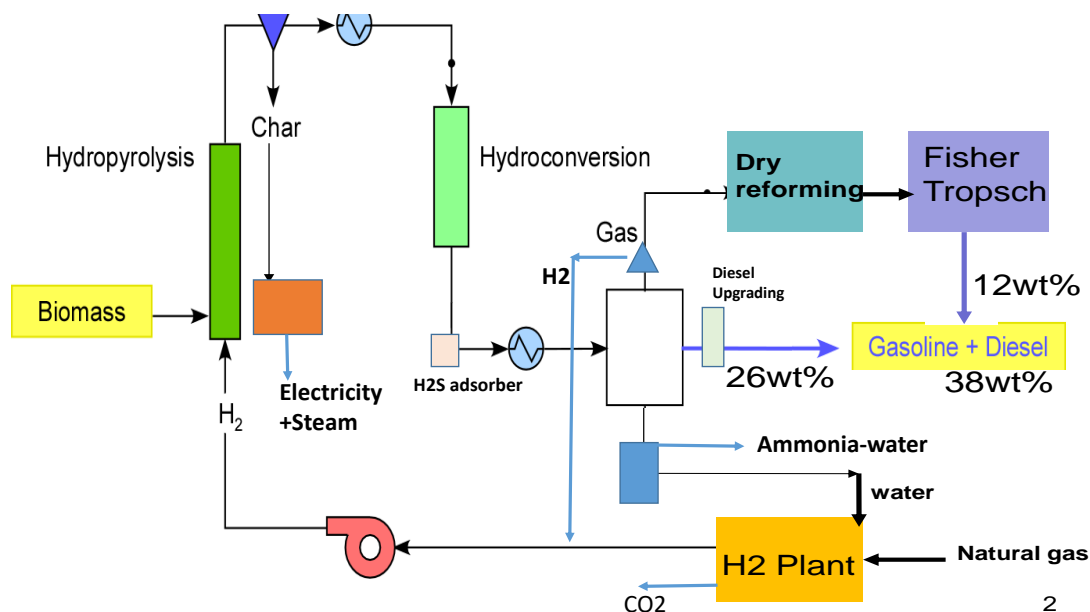 Char
Hydropyrolysis
Hydroconversion
Dry
reforming
Fisher
Tropsch
Gas
H2
Diesel
Upgrading
12wt%
Biomass
Gasoline + Diesel
26wt%
38wt%
H2S adsorber
Electricity
+Steam
H₂
Ammonia-water
water
H2 Plant
Natural gas
CO2
2